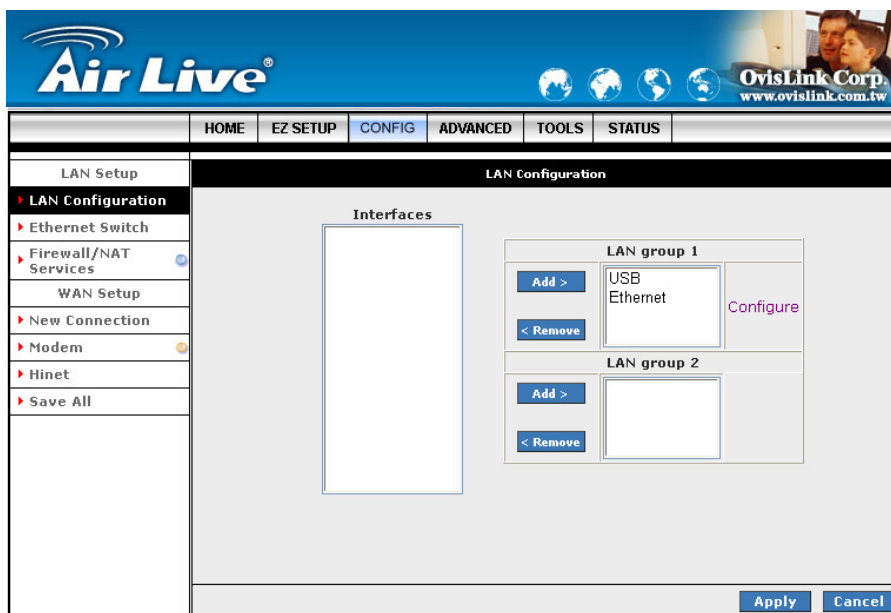 Air Live®
OvisLink Corp.
www.ovislink.com.tw
HOME EZ SETUP CONFIG ADVANCED TOOLS STATUS
LAN Setup
LAN Configuration
Ethernet Switch
Firewall/NAT
Services
WAN Setup
New Connection
Modem
Hinet
Save All
LAN Configuration
Interfaces
LAN group 1
Add >
< Remove
USB
Ethernet
Configure
LAN group 2
Add >
< Remove
Apply Cancel